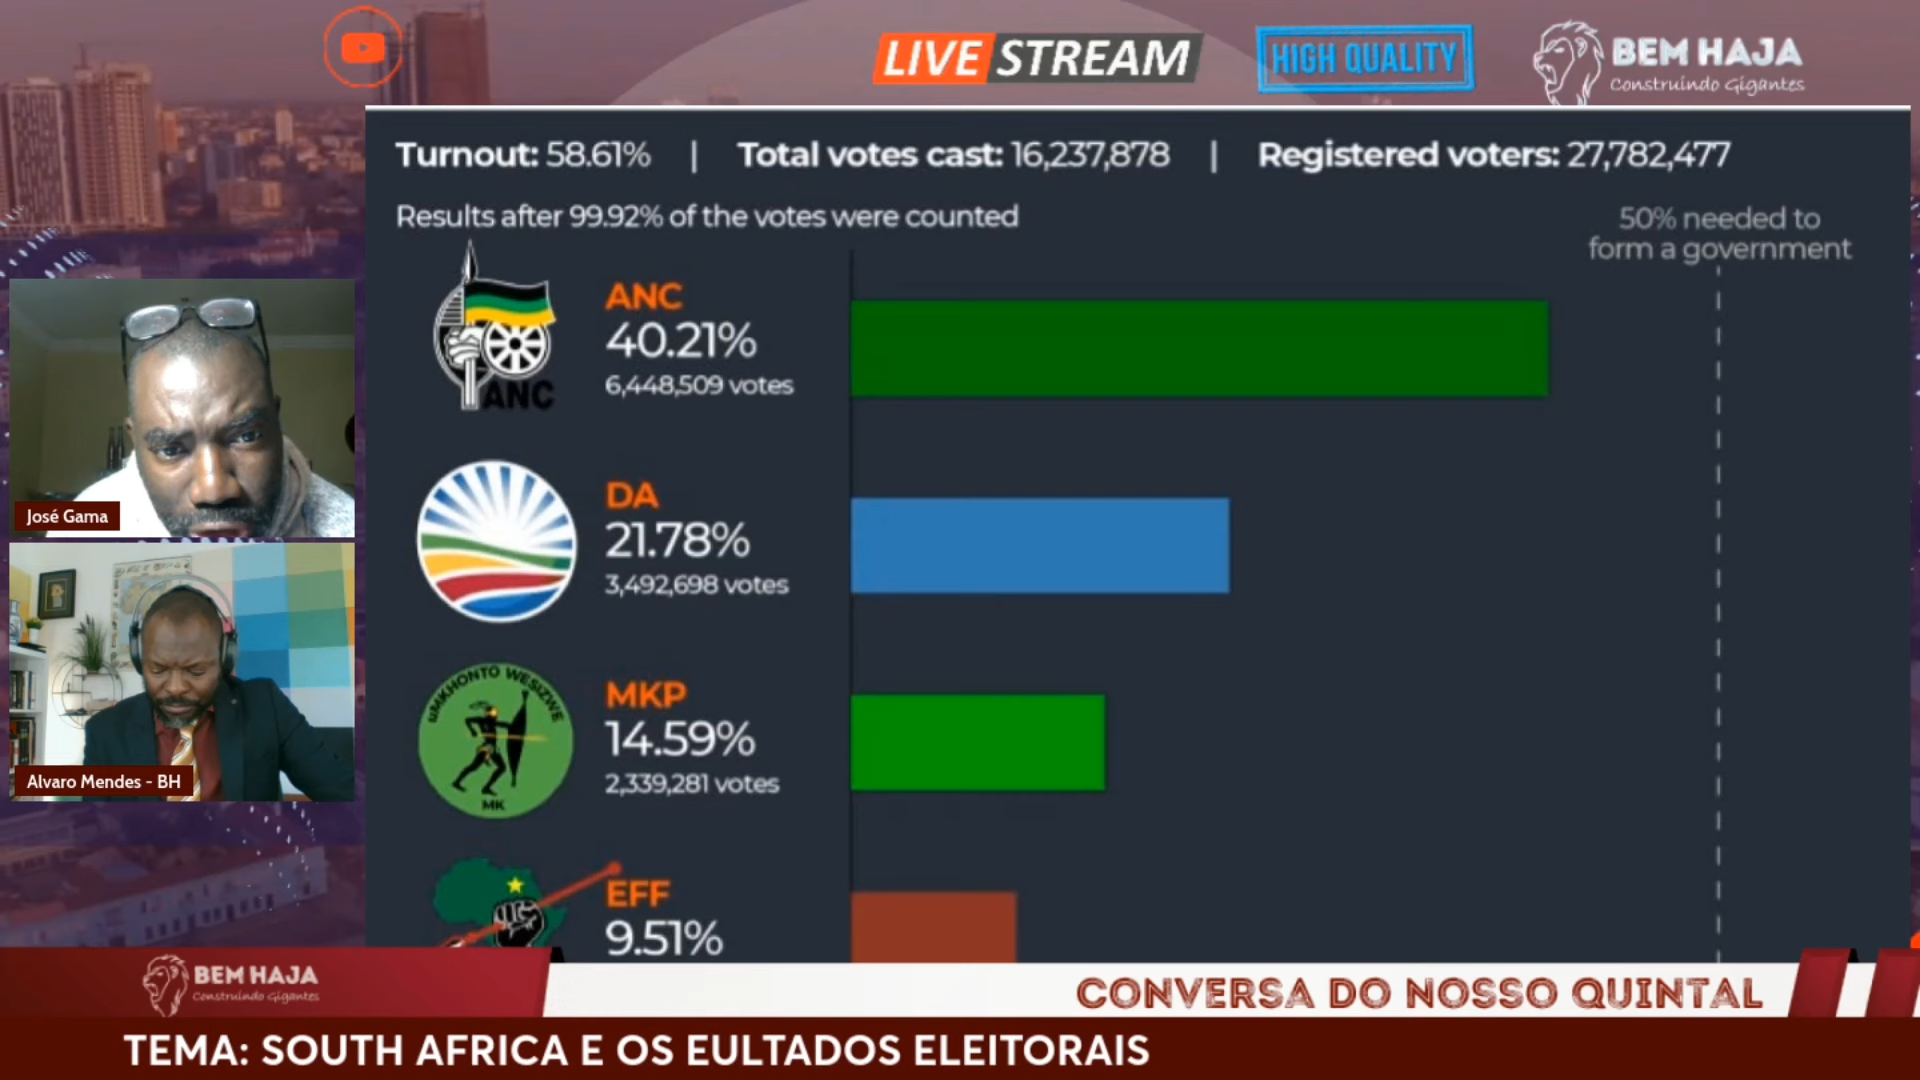 LIVE STREAM
HIGH QUALITY
BEM HAJA
Construindo Gigantes
Turnout: 58.61% | Total votes cast: 16,237,878 | Registered voters: 27,782,477
Results after 99.92% of the votes were counted
50% needed to
form a government
ANC
ANC
40.21%
6,448,509 votes
DA
21.78%
3,492,698 votes
UMKHONTO WESIZWE
MK
MKP
14.59%
2,339,281 votes
EFF
9.51%
José Gama
Alvaro Mendes - BH
BEM HAJA
Construindo Gigantes
CONVERSA DO NOSSO QUINTAL
TEMA: SOUTH AFRICA E OS EULTADOS ELEITORAIS